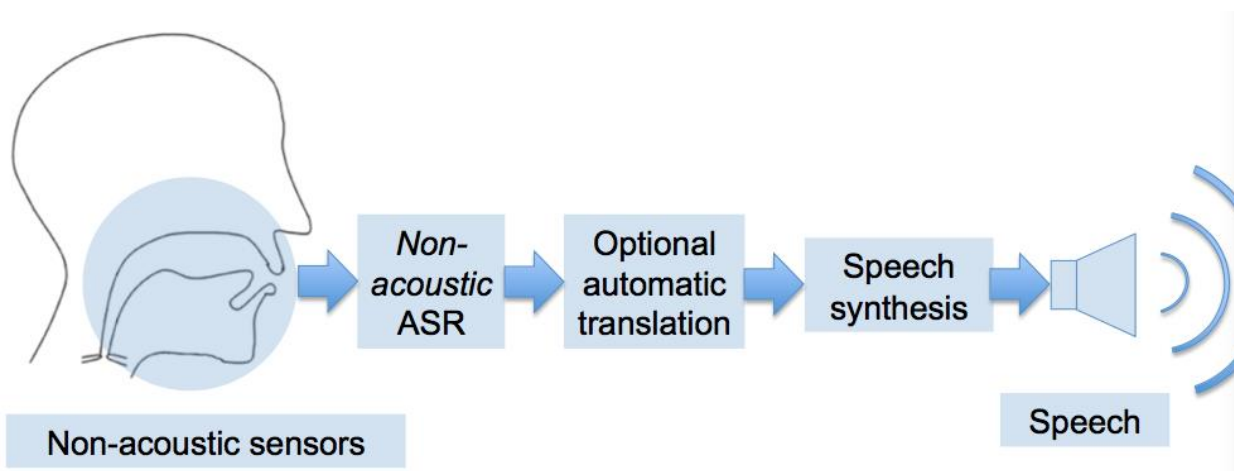 Non-
acoustic
ASR
Optional
automatic
translation
Speech
synthesis
Non-acoustic sensors
Speech